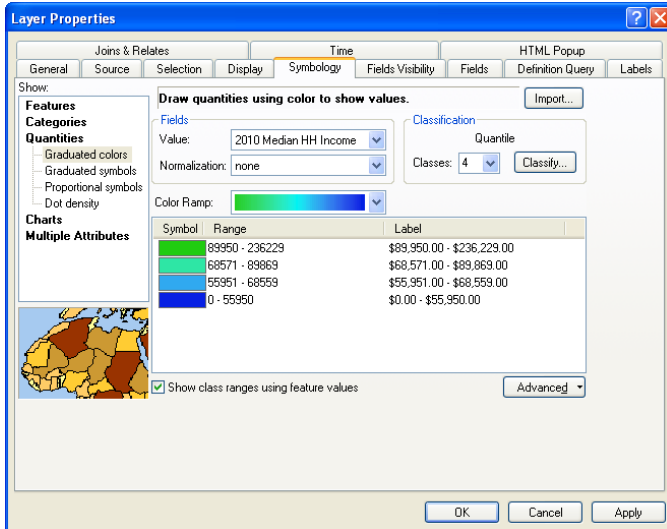 Layer Properties
Joins & Relates Time HTML Popup
General Source Selection Display Symbology Fields Visibility Fields Definition Query Labels
Show:
Features
Categories
Quantities
Graduated colors
Graduated symbols
Proportional symbols
Dot density
Charts
Multiple Attributes
Draw quantities using color to show values.
Import...
Fields
Value: 2010 Median HH Income
Normalization: none
Classification
Quantile
Classes: 4 Classify...
Color Ramp:
Symbol Range Label
89950 - 236229 $89,950.00 - $236,229.00
68571 - 89869 $68,571.00 - $89,869.00
55951 - 68559 $55,951.00 - $68,559.00
0 - 55950 $0.00 - $55,950.00
Show class ranges using feature values
Advanced
OK Cancel Apply